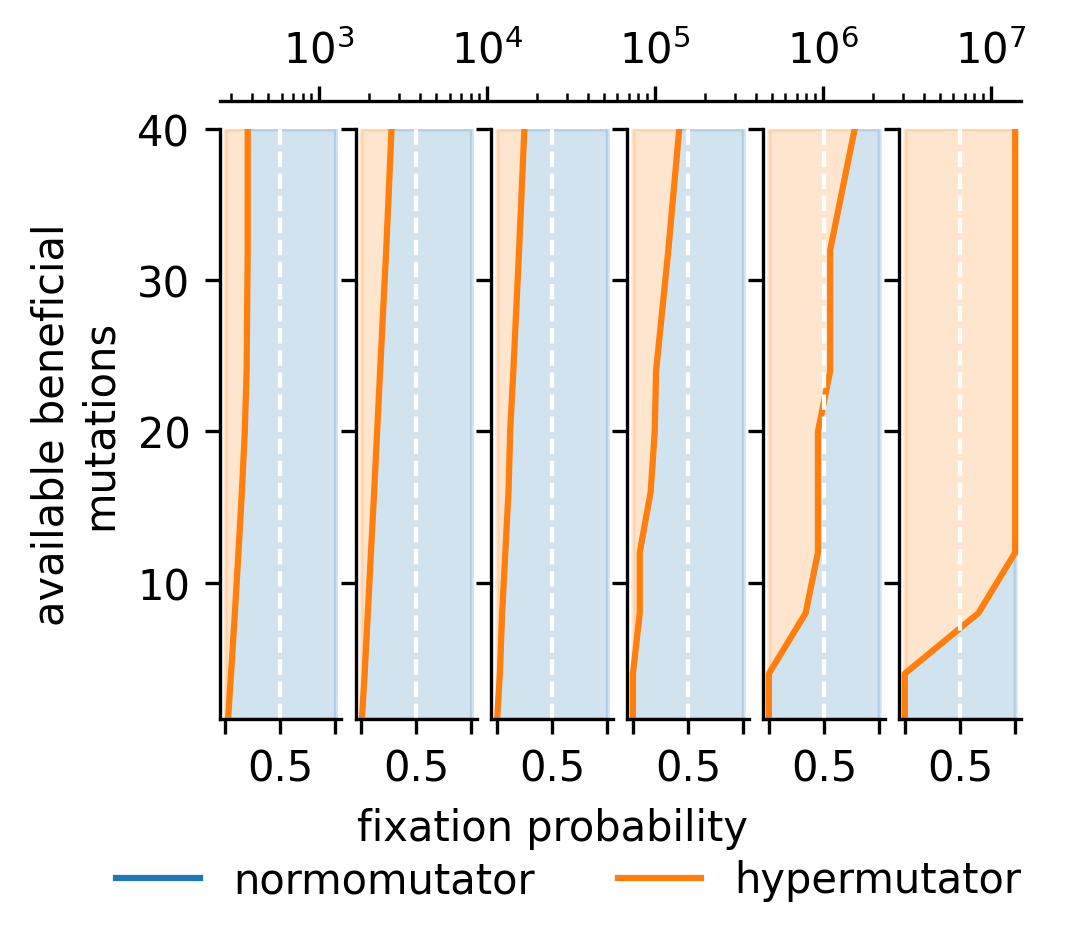 10³ 10⁴ 10⁵ 10⁶ 10⁷
40
30
20
10
available beneficial
mutations
0.5 0.5 0.5 0.5 0.5 0.5
fixation probability
normomutator hypermutator